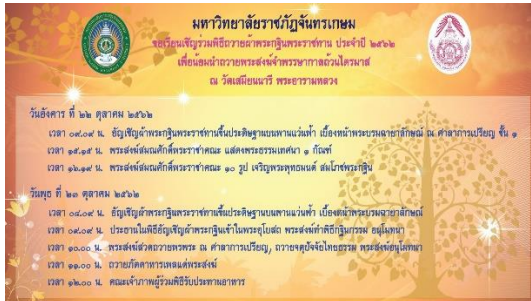 มหาวิทยาลัยราชภัฏจันทรเกษม
ขอเรียนเชิญร่วมพิธีถวายผ้าพระกฐินพระราชทาน ประจำปี ๒๕๖๒
เพื่อน้อมนำถวายพระสงฆ์จำพรรษากาลถ้วนไตรมาส
ณ วัดเสมียนนารี พระอารามหลวง
วันอังคาร ที่ ๒๒ ตุลาคม ๒๕๖๒
เวลา ๐๙.๐๙ น. อัญเชิญผ้าพระกฐินพระราชทานขึ้นประดิษฐานบนพานแว่นฟ้า เบื้องหน้าพระบรมฉายาลักษณ์ ณ ศาลาการเปรียญ ชั้น ๑
เวลา ๑๕.๑๕ น. พระสงฆ์สมณศักดิ์พระราชาคณะ แสดงพระธรรมเทศนา ๑ กัณฑ์
เวลา ๑๖.๑๙ น. พระสงฆ์สมณศักดิ์พระราชาคณะ ๑๐ รูป เจริญพระพุทธมนต์ สมโภชพระกฐิน
วันพุธ ที่ ๒๓ ตุลาคม ๒๕๖๒
เวลา ๐๘.๐๙ น. อัญเชิญผ้าพระกฐินพระราชทานขึ้นประดิษฐานบนพานแว่นฟ้า เบื้องหน้าพระบรมฉายาลักษณ์
เวลา ๐๙.๐๙ น. ประธานในพิธีอัญเชิญผ้าพระกฐินเข้าในพระอุโบสถ พระสงฆ์ทำพิธีกฐินกรรม อนุโมทนา
เวลา ๑๐.๐๐ น. พระสงฆ์สวดถวายพรพระ ณ ศาลาการเปรียญ, ถวายจตุปัจจัยไทยธรรม พระสงฆ์อนุโมทนา
เวลา ๑๑.๐๐ น. ถวายภัตตาหารเพลแด่พระสงฆ์
เวลา ๑๒.๐๐ น. คณะเจ้าภาพผู้ร่วมพิธีรับประทานอาหาร